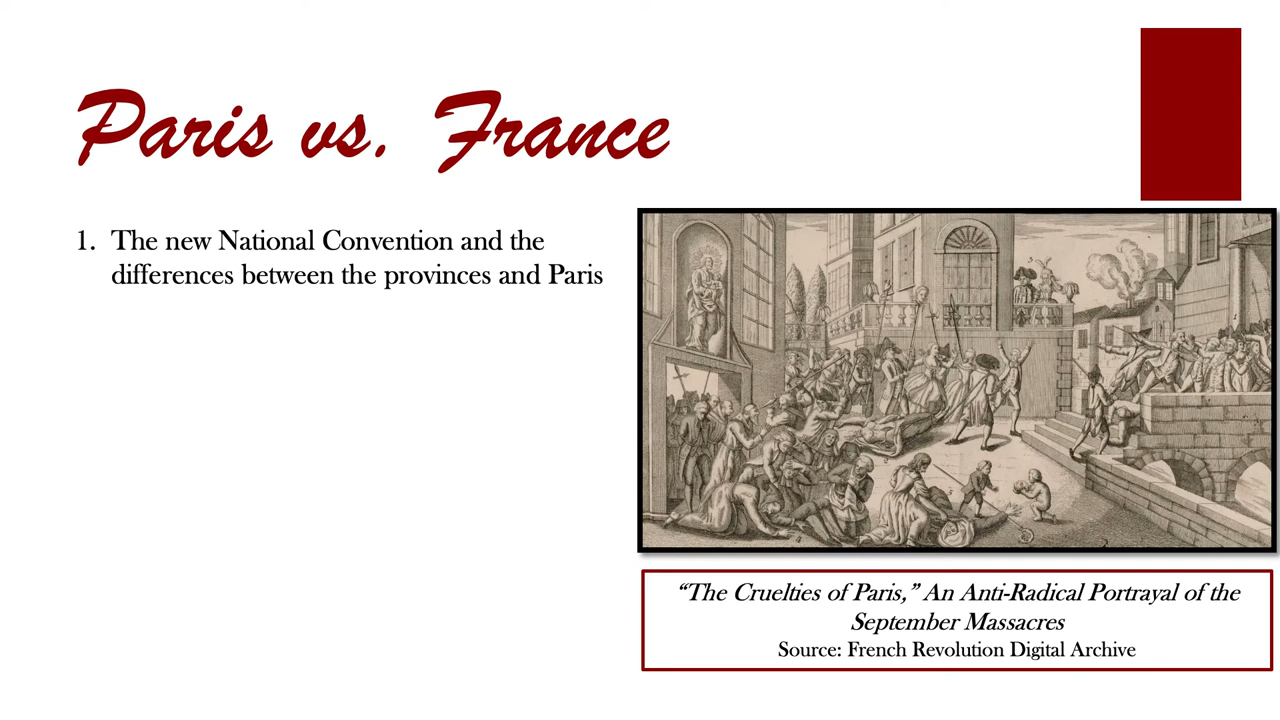 Paris vs. France
1. The new National Convention and the
differences between the provinces and Paris
“The Cruelties of Paris,” An Anti-Radical Portrayal of the
September Massacres
Source: French Revolution Digital Archive